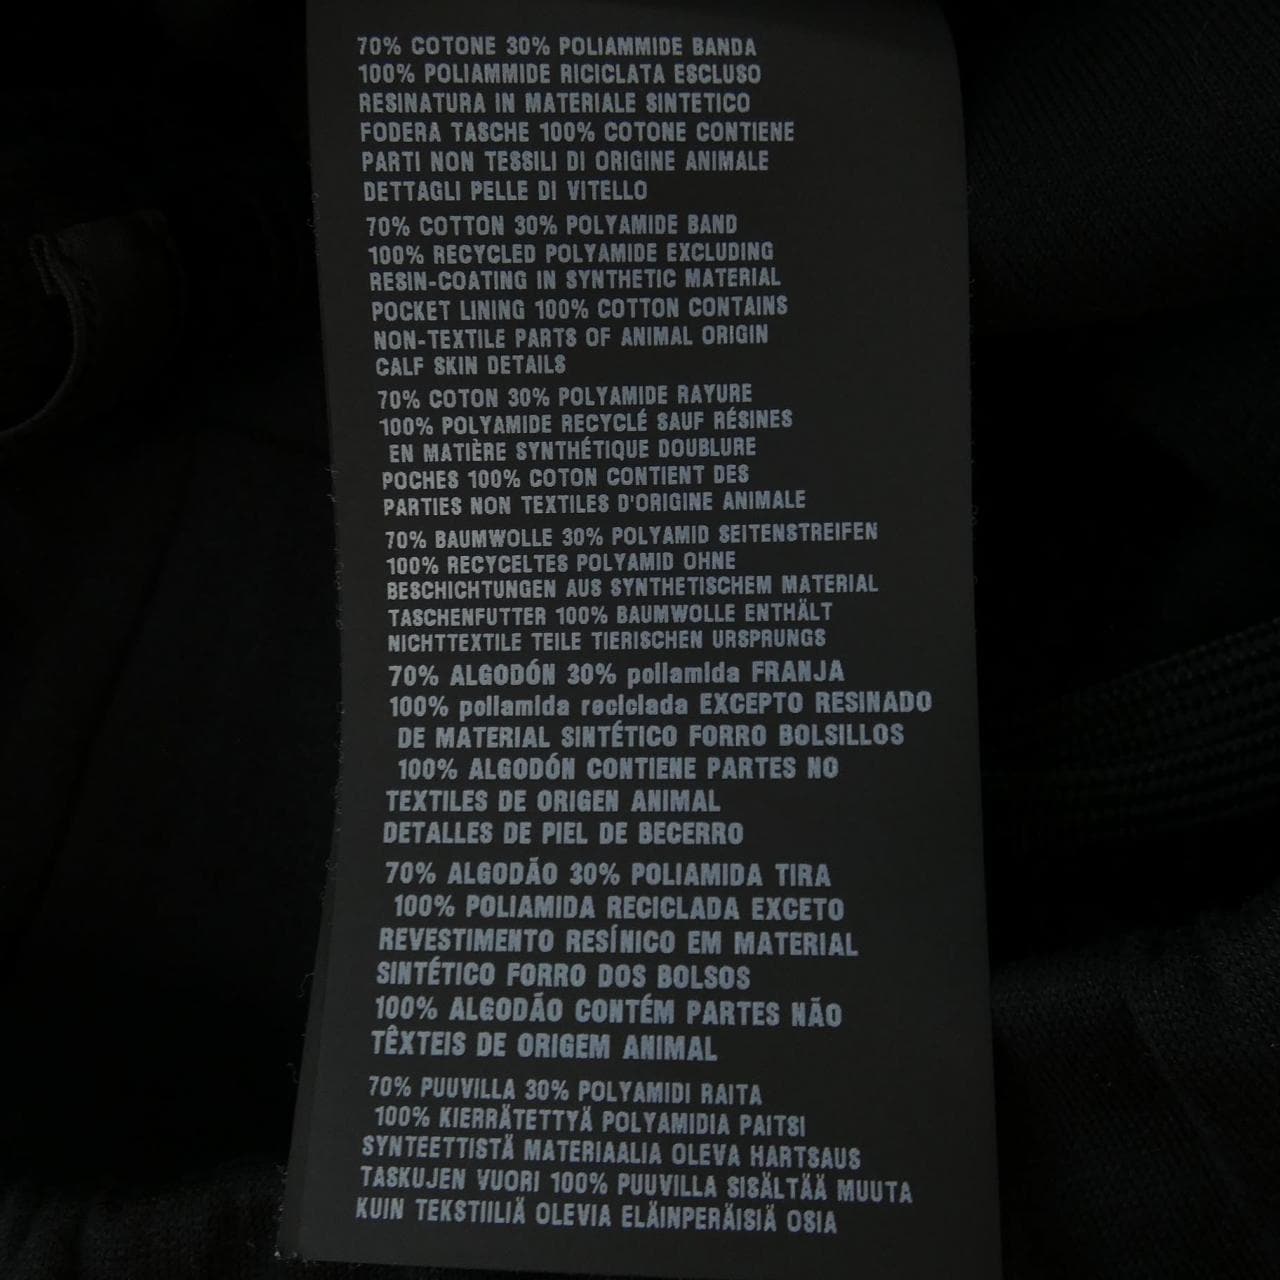 70% COTONE 30% POLIAMMIDE BANDA
100% POLIAMMIDE RICICLATA ESCLUSO
RESINATURA IN MATERIALE SINTETICO
FODERA TASCHE 100% COTONE CONTIENE
PARTI NON TESSILI DI ORIGINE ANIMALE
DETTAGLI PELLE DI VITELLO
70% COTTON 30% POLYAMIDE BAND
100% RECYCLED POLYAMIDE EXCLUDING
RESIN-COATING IN SYNTHETIC MATERIAL
POCKET LINING 100% COTTON CONTAINS
NON-TEXTILE PARTS OF ANIMAL ORIGIN
CALF SKIN DETAILS
70% COTON 30% POLYAMIDE RAYURE
100% POLYAMIDE RECYCLÉ SAUF RÉSINES
EN MATIÈRE SYNTHÉTIQUE DOUBLURE
POCHES 100% COTON CONTIENT DES
PARTIES NON TEXTILES D'ORIGINE ANIMALE
70% BAUMWOLLE 30% POLYAMID SEITENSTREIFEN
100% RECYCELTES POLYAMID OHNE
BESCHICHTUNGEN AUS SYNTHETISCHEM MATERIAL
TASCHENFUTTER 100% BAUMWOLLE ENTHÄLT
NICHTTEXTILE TEILE TIERISCHEN URSPRUNGS
70% ALGODÓN 30% poliamida FRANJA
100% poliamida reciclada EXCEPTO RESINADO
DE MATERIAL SINTÉTICO FORRO BOLSILLOS
100% ALGODÓN CONTIENE PARTES NO
TEXTILES DE ORIGEN ANIMAL
DETALLES DE PIEL DE BECERRO
70% ALGODÃO 30% POLIAMIDA TIRA
100% POLIAMIDA RECICLADA EXCETO
REVESTIMENTO RESÍNICO EM MATERIAL
SINTÉTICO FORRO DOS BOLSOS
100% ALGODÃO CONTÉM PARTES NÃO
TÊXTEIS DE ORIGEM ANIMAL
70% PUUVILLA 30% POLYAMIDI RAITA
100% KIERRÄTETTYÄ POLYAMIDIA PAITSI
SYNTEETTISTÄ MATERIAALIA OLEVA HARTSAUS
TASKUJEN VUORI 100% PUUVILLA SISÄLTÄÄ MUUTA
KUIN TEKSTIILIÄ OLEVIA ELÄINPERÄISIÄ OSIA